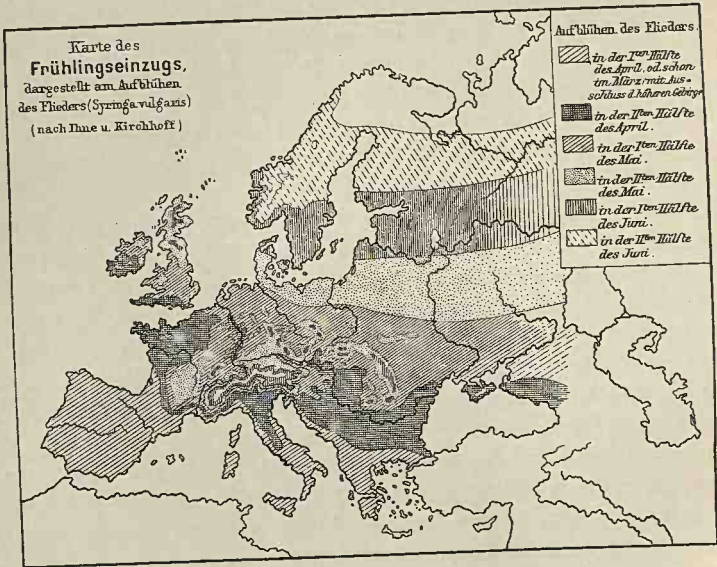 Karte des
Frühlingseinzugs,
dargestellt am Aufblühen
des Flieders (Syringa vulgaris)
(nach Ihne u. Kirchhoff)
Aufblühen des Flieders.
in der Iten Hälfte
des April, od. schon
im März: mit Aus=
schluss d. höheren Gebirge
in der IIten Hälfte
des April.
in der Iten Hälfte
des Mai.
in der IIten Hälfte
des Mai.
in der Iten Hälfte
des Juni.
in der IIten Hälfte
des Juni.